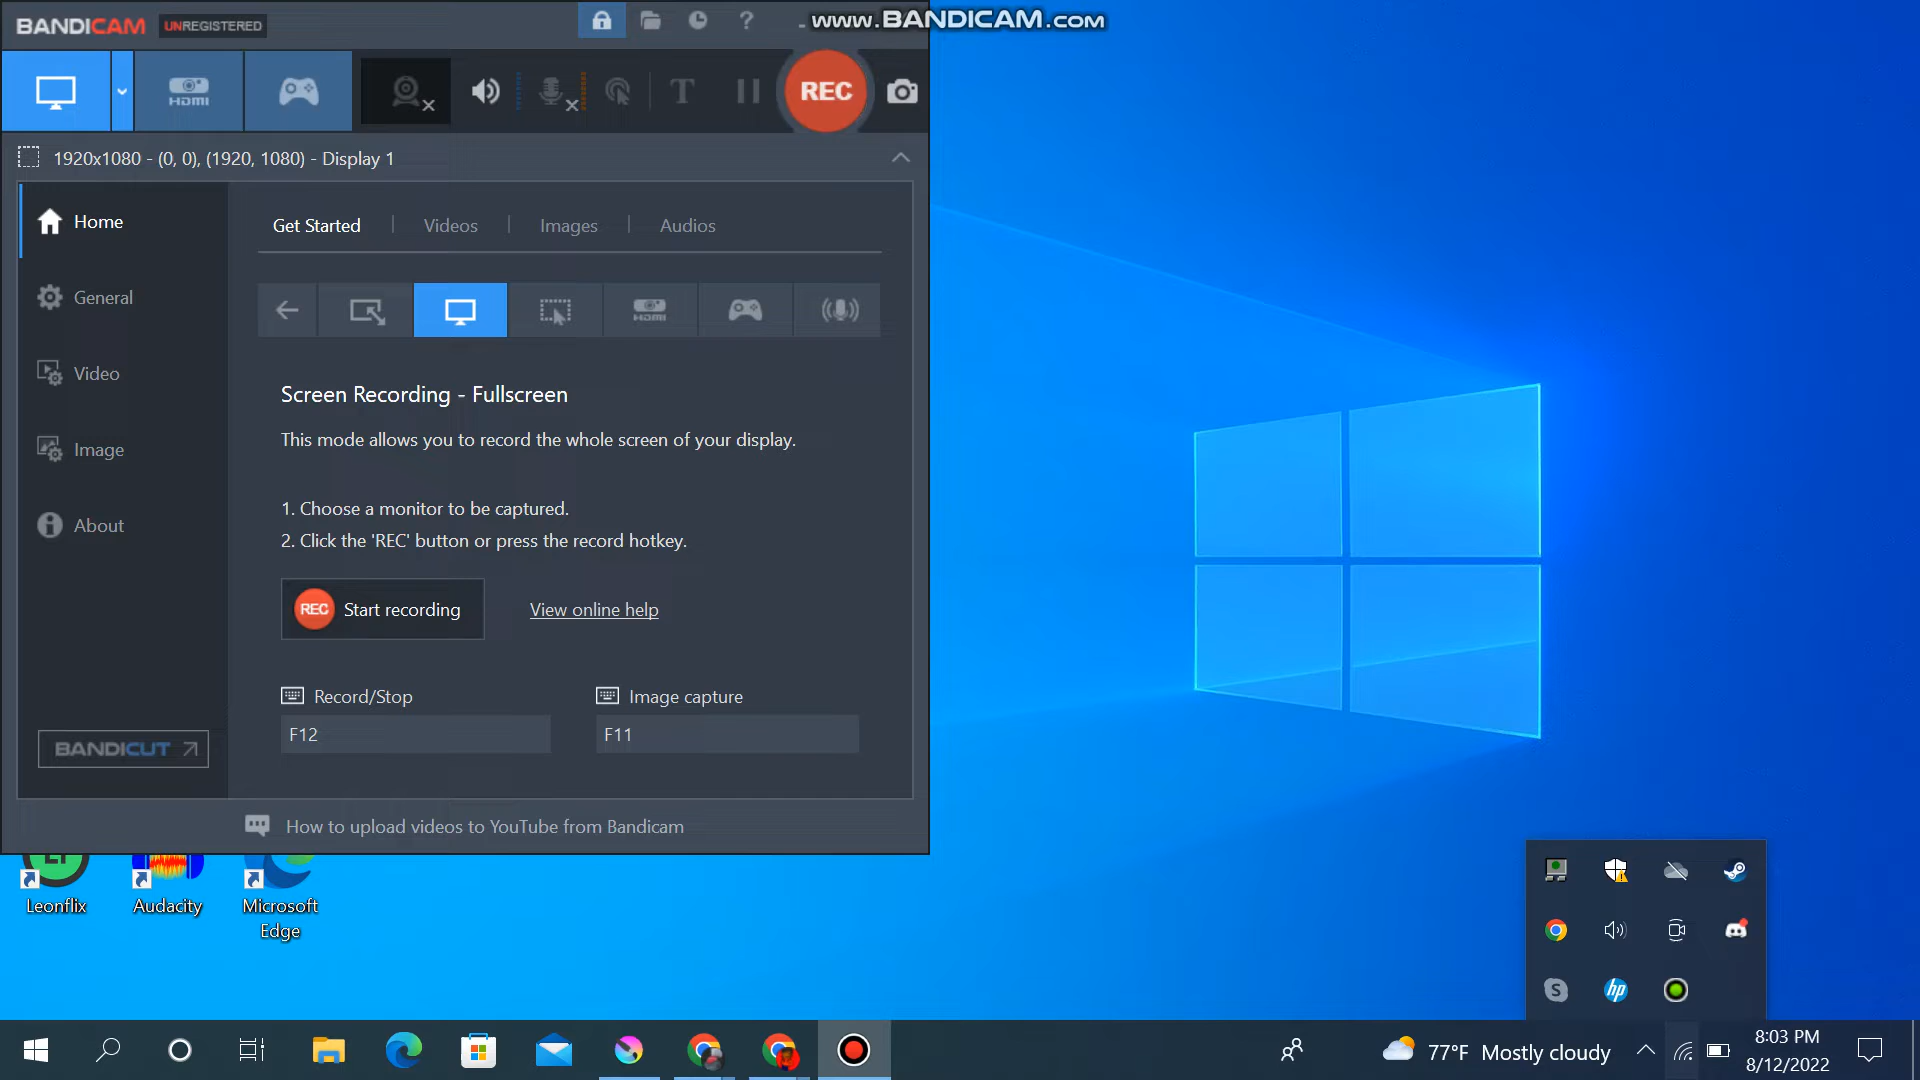 BANDICAM UNREGISTERED
www.BANDICAM.com
HDMI
REC
1920x1080 - (0, 0), (1920, 1080) - Display 1
Home
General
Video
Image
About
BANDICUT
Get Started | Videos | Images | Audios
HDMI
Screen Recording - Fullscreen
This mode allows you to record the whole screen of your display.
1. Choose a monitor to be captured.
2. Click the 'REC' button or press the record hotkey.
REC Start recording
View online help
Record/Stop
F12
Image capture
F11
How to upload videos to YouTube from Bandicam
Leonflix
Audacity
Microsoft
Edge
77°F Mostly cloudy
8:03 PM
8/12/2022